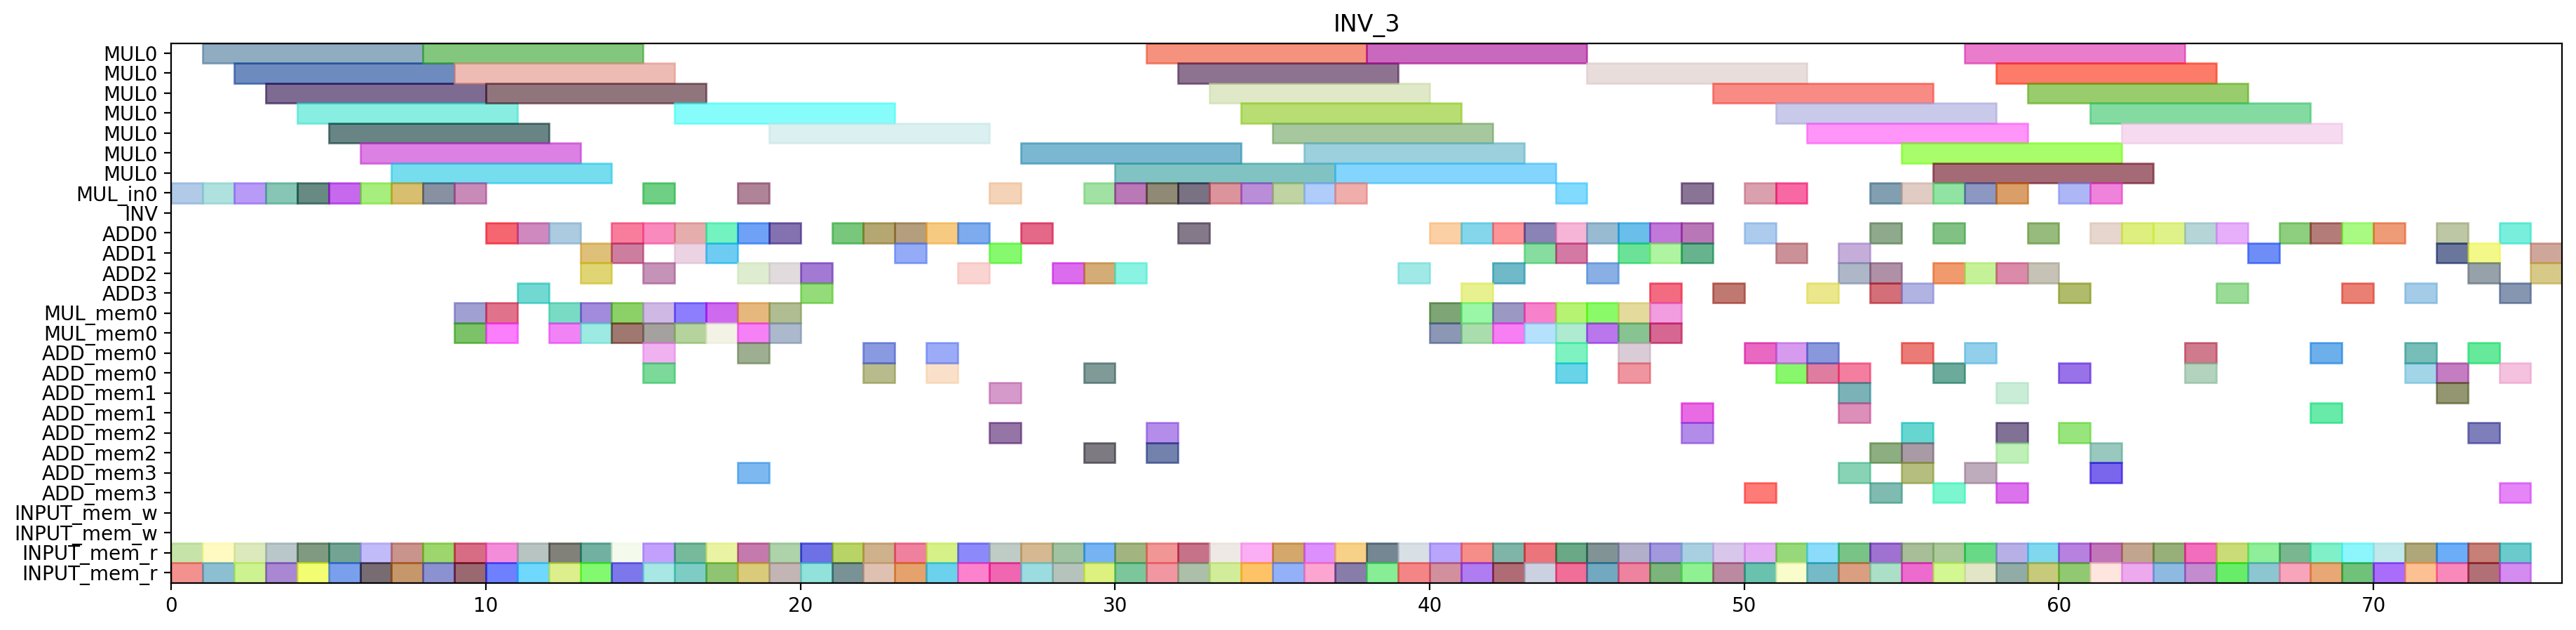 INV_3
MUL0
MUL0
MUL0
MUL0
MUL0
MUL0
MUL0
MUL_in0
INV
ADD0
ADD1
ADD2
ADD3
MUL_mem0
MUL_mem0
ADD_mem0
ADD_mem0
ADD_mem1
ADD_mem1
ADD_mem2
ADD_mem2
ADD_mem3
ADD_mem3
INPUT_mem_w
INPUT_mem_w
INPUT_mem_r
INPUT_mem_r
0 10 20 30 40 50 60 70